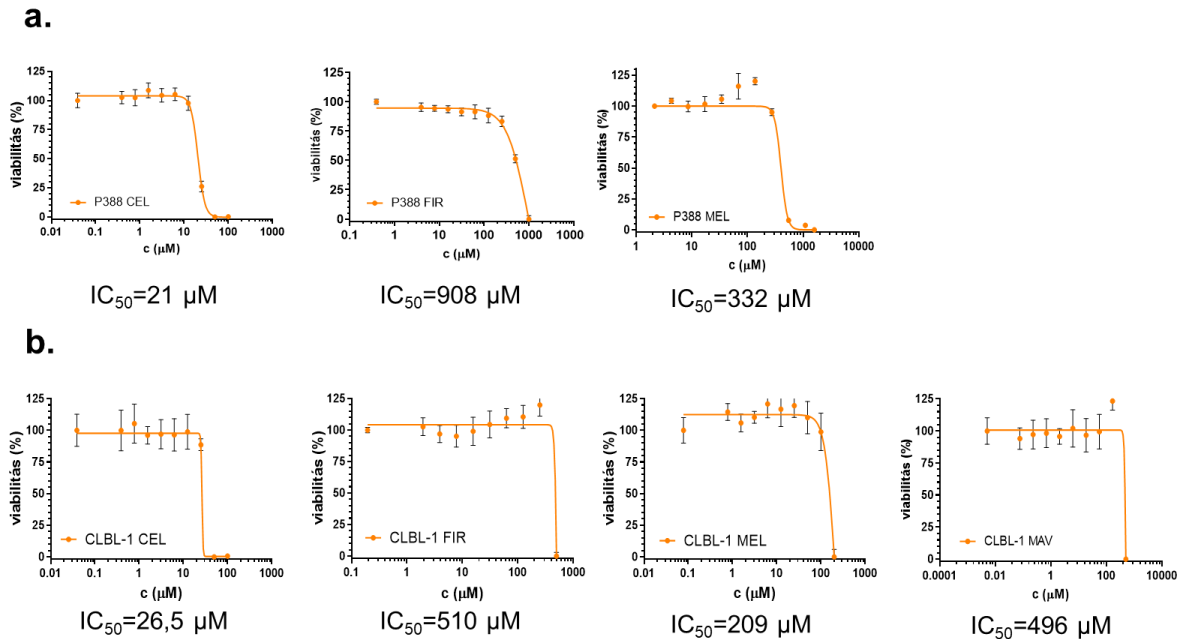 a.
125
100
75
50
25
0
viabilitás (%)
P388 CEL
0.01 0.1 1 10 100 1000
c (µM)
IC50=21 µM
125
100
75
50
25
0
viabilitás (%)
P388 FIR
0.1 1 10 100 1000 10000
c (µM)
IC50=908 µM
125
100
75
50
25
0
viabilitás (%)
P388 MEL
1 10 100 1000 10000
c (µM)
IC50=332 µM
b.
125
100
75
50
25
0
viabilitás (%)
CLBL-1 CEL
0.01 0.1 1 10 100 1000
c (µM)
IC50=26,5 µM
125
100
75
50
25
0
viabilitás (%)
CLBL-1 FIR
0.1 1 10 100 1000
c (µM)
IC50=510 µM
125
100
75
50
25
0
viabilitás (%)
CLBL-1 MEL
0.01 0.1 1 10 100 1000
c (µM)
IC50=209 µM
125
100
75
50
25
0
viabilitás (%)
CLBL-1 MAV
0.0001 0.01 1 100 10000
c (µM)
IC50=496 µM